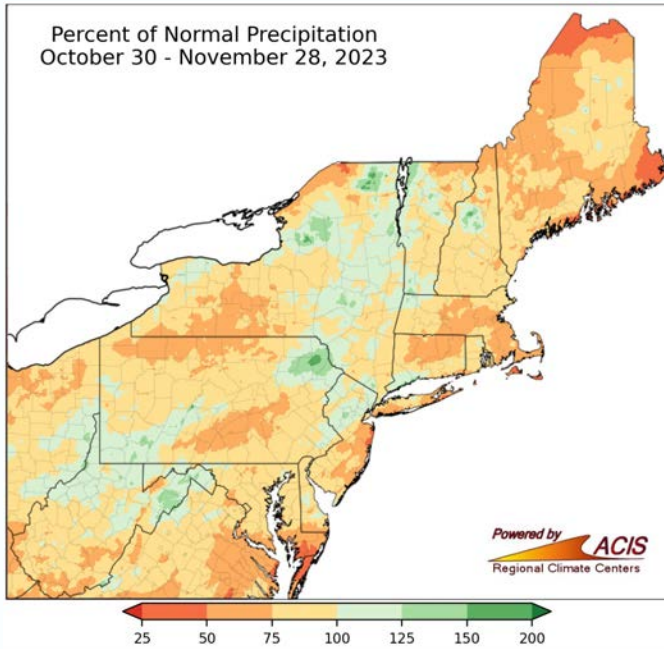 Percent of Normal Precipitation
October 30 - November 28, 2023
Powered by
ACIS
Regional Climate Centers
25 50 75 100 125 150 200